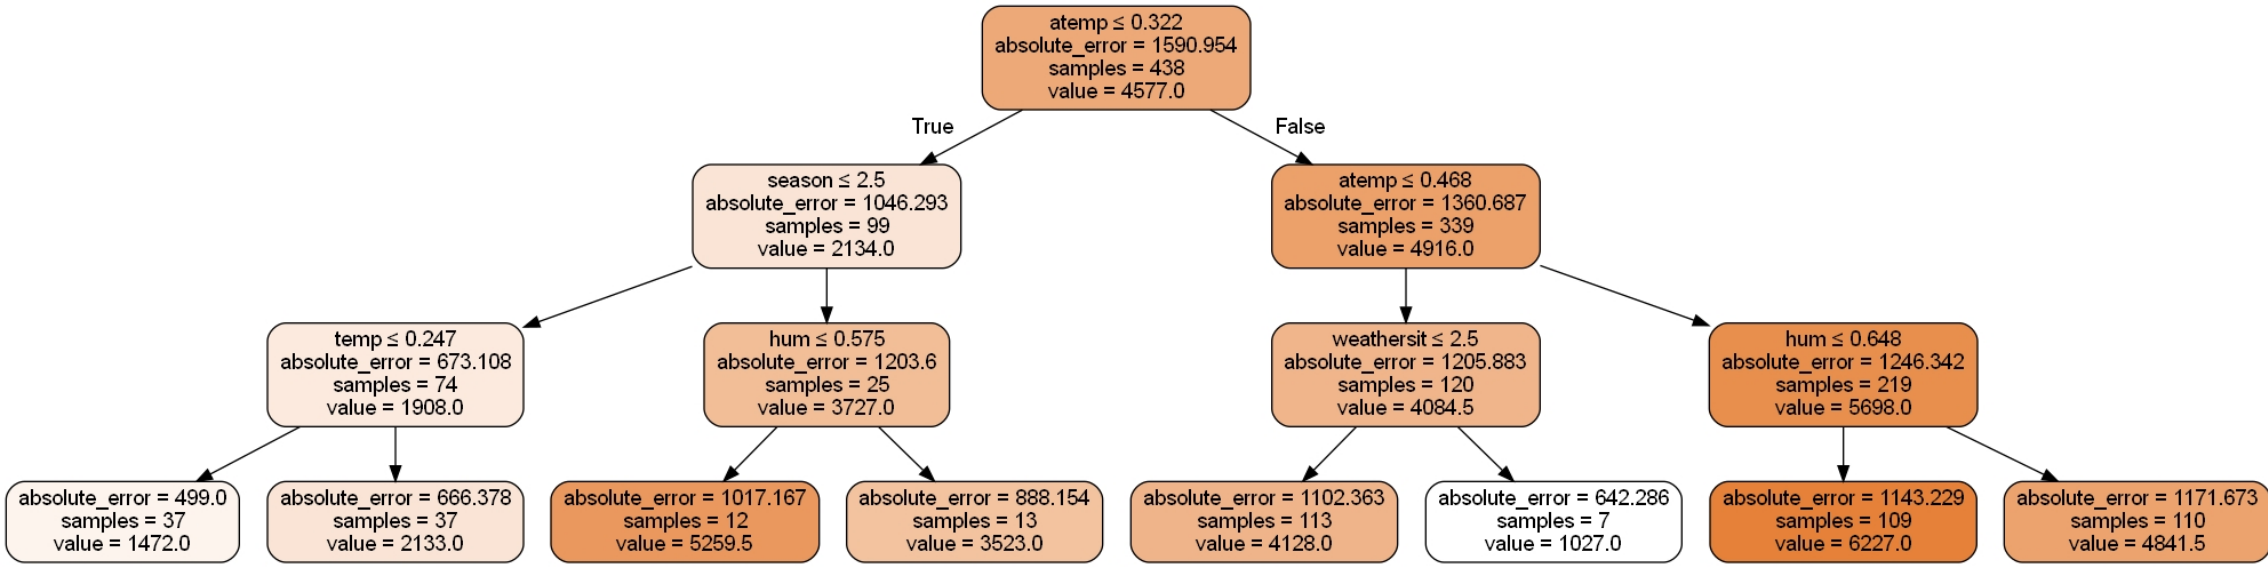 atemp ≤ 0.322
absolute_error = 1590.954
samples = 438
value = 4577.0
True
False
season ≤ 2.5
absolute_error = 1046.293
samples = 99
value = 2134.0
atemp ≤ 0.468
absolute_error = 1360.687
samples = 339
value = 4916.0
temp ≤ 0.247
absolute_error = 673.108
samples = 74
value = 1908.0
hum ≤ 0.575
absolute_error = 1203.6
samples = 25
value = 3727.0
weathersit ≤ 2.5
absolute_error = 1205.883
samples = 120
value = 4084.5
hum ≤ 0.648
absolute_error = 1246.342
samples = 219
value = 5698.0
absolute_error = 499.0
samples = 37
value = 1472.0
absolute_error = 666.378
samples = 37
value = 2133.0
absolute_error = 1017.167
samples = 12
value = 5259.5
absolute_error = 888.154
samples = 13
value = 3523.0
absolute_error = 1102.363
samples = 113
value = 4128.0
absolute_error = 642.286
samples = 7
value = 1027.0
absolute_error = 1143.229
samples = 109
value = 6227.0
absolute_error = 1171.673
samples = 110
value = 4841.5